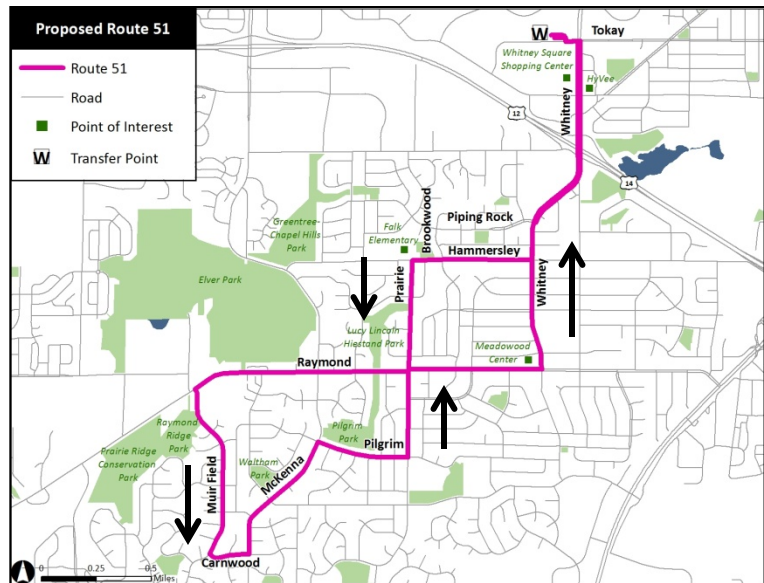 Proposed Route 51
Route 51
Road
Point of Interest
W
Transfer Point
W
Tokay
Whitney Square
Shopping Center
HyVee
Whitney
12
14
Greentree-
Chapel Hills
Park
Falk
Elementary
Brookwood
Piping Rock
Hammersley
Elver Park
Prairie
Whitney
Lucy Lincoln
Hiestand Park
Meadowood
Center
Raymond
Raymond
Ridge
Park
Pilgrim
Park
Pilgrim
Prairie Ridge
Conservation
Park
Muir Field
Waltham
Park
McKenna
Carnwood
0 0.25 0.5
Miles